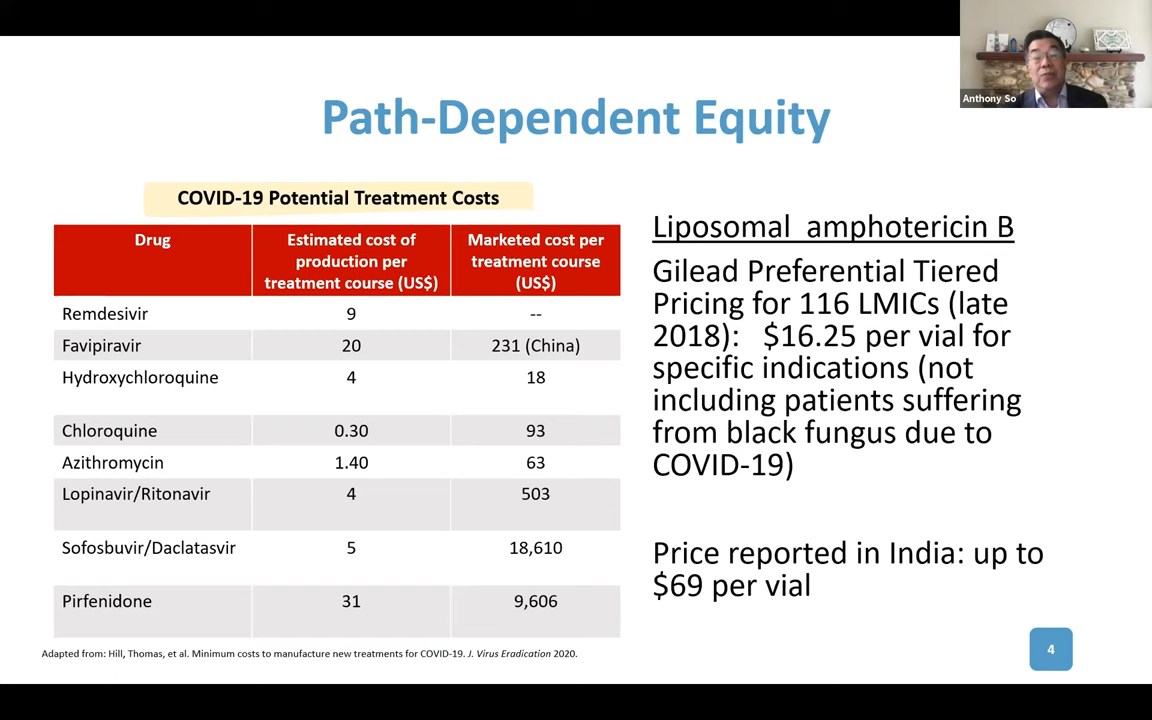 Anthony So
Path-Dependent Equity
COVID-19 Potential Treatment Costs
Drug
Estimated cost of
production per
treatment course (US$)
Marketed cost per
treatment course
(US$)
Remdesivir 9 --
Favipiravir 20 231 (China)
Hydroxychloroquine 4 18
Chloroquine 0.30 93
Azithromycin 1.40 63
Lopinavir/Ritonavir 4 503
Sofosbuvir/Daclatasvir 5 18,610
Pirfenidone 31 9,606
Adapted from: Hill, Thomas, et al. Minimum costs to manufacture new treatments for COVID-19. J. Virus Eradication 2020.
Liposomal amphotericin B
Gilead Preferential Tiered
Pricing for 116 LMICs (late
2018): $16.25 per vial for
specific indications (not
including patients suffering
from black fungus due to
COVID-19)
Price reported in India: up to
$69 per vial
4